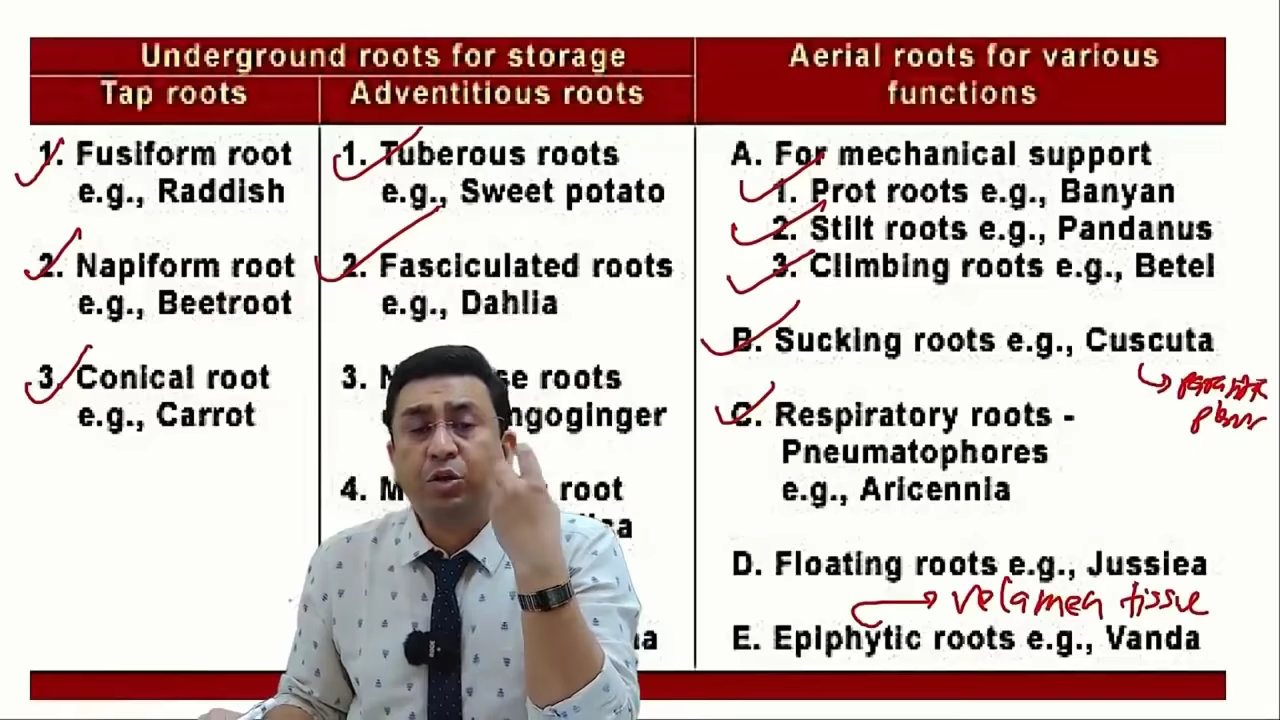 Underground roots for storage
Tap roots
Adventitious roots
Aerial roots for various
functions
1. Fusiform root
e.g., Raddish
2. Napiform root
e.g., Beetroot
3. Conical root
e.g., Carrot
1. Tuberous roots
e.g., Sweet potato
2. Fasciculated roots
e.g., Dahlia
3. roots
4. root
A. For mechanical support
1. Prot roots e.g., Banyan
2. Stilt roots e.g., Pandanus
3. Climbing roots e.g., Betel
B. Sucking roots e.g., Cuscuta
C. Respiratory roots -
Pneumatophores
e.g., Aricennia
D. Floating roots e.g., Jussiea
velamen tissue
E. Epiphytic roots e.g., Vanda